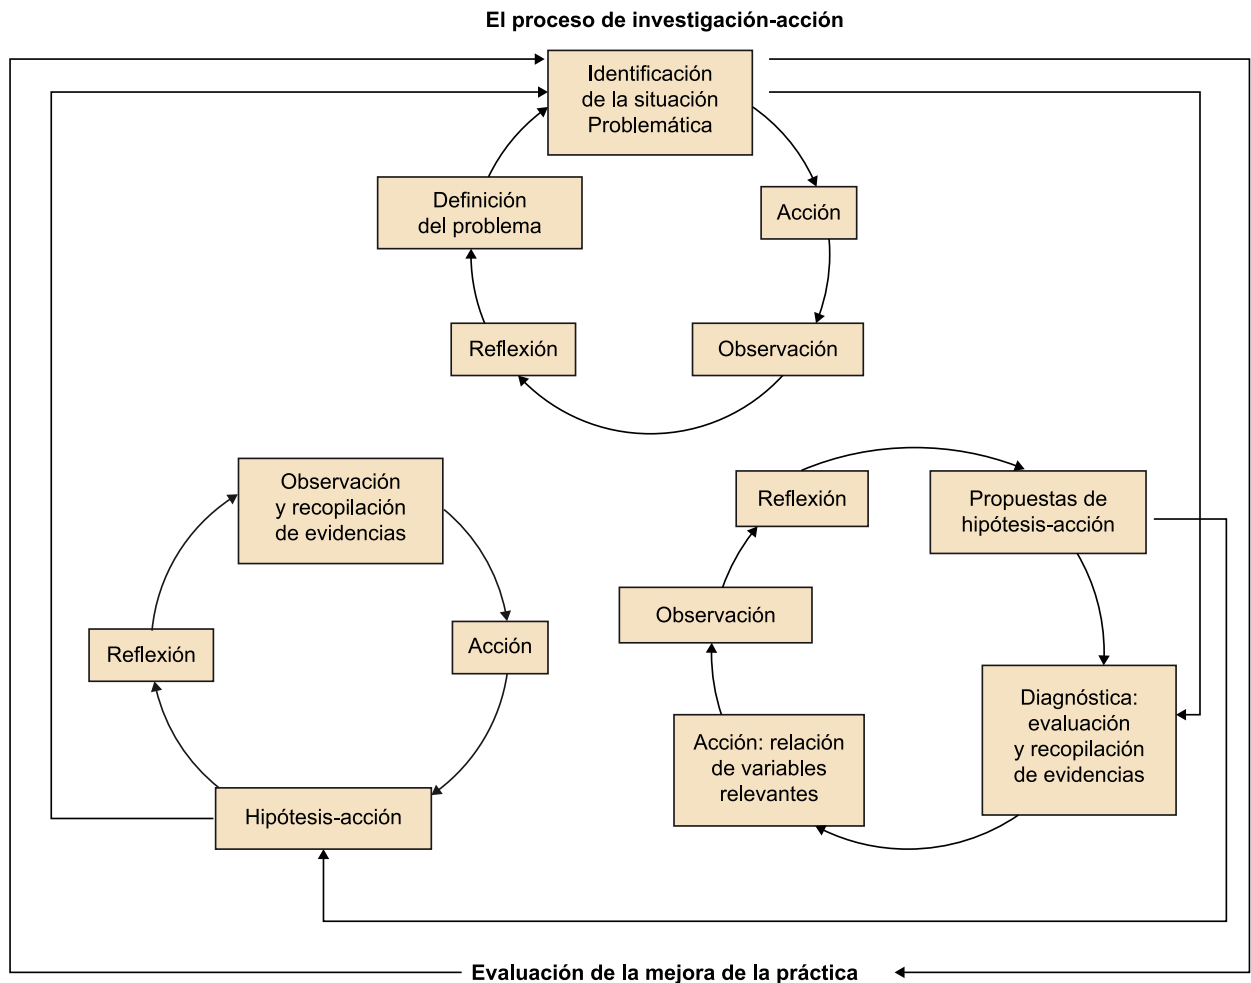 El proceso de investigación-acción
Identificación
de la situación
Problemática
Definición
del problema
Acción
Reflexión
Observación
Observación
y recopilación
de evidencias
Reflexión
Acción
Hipótesis-acción
Reflexión
Propuestas de
hipótesis-acción
Observación
Acción: relación
de variables
relevantes
Diagnóstica:
evaluación
y recopilación
de evidencias
Evaluación de la mejora de la práctica